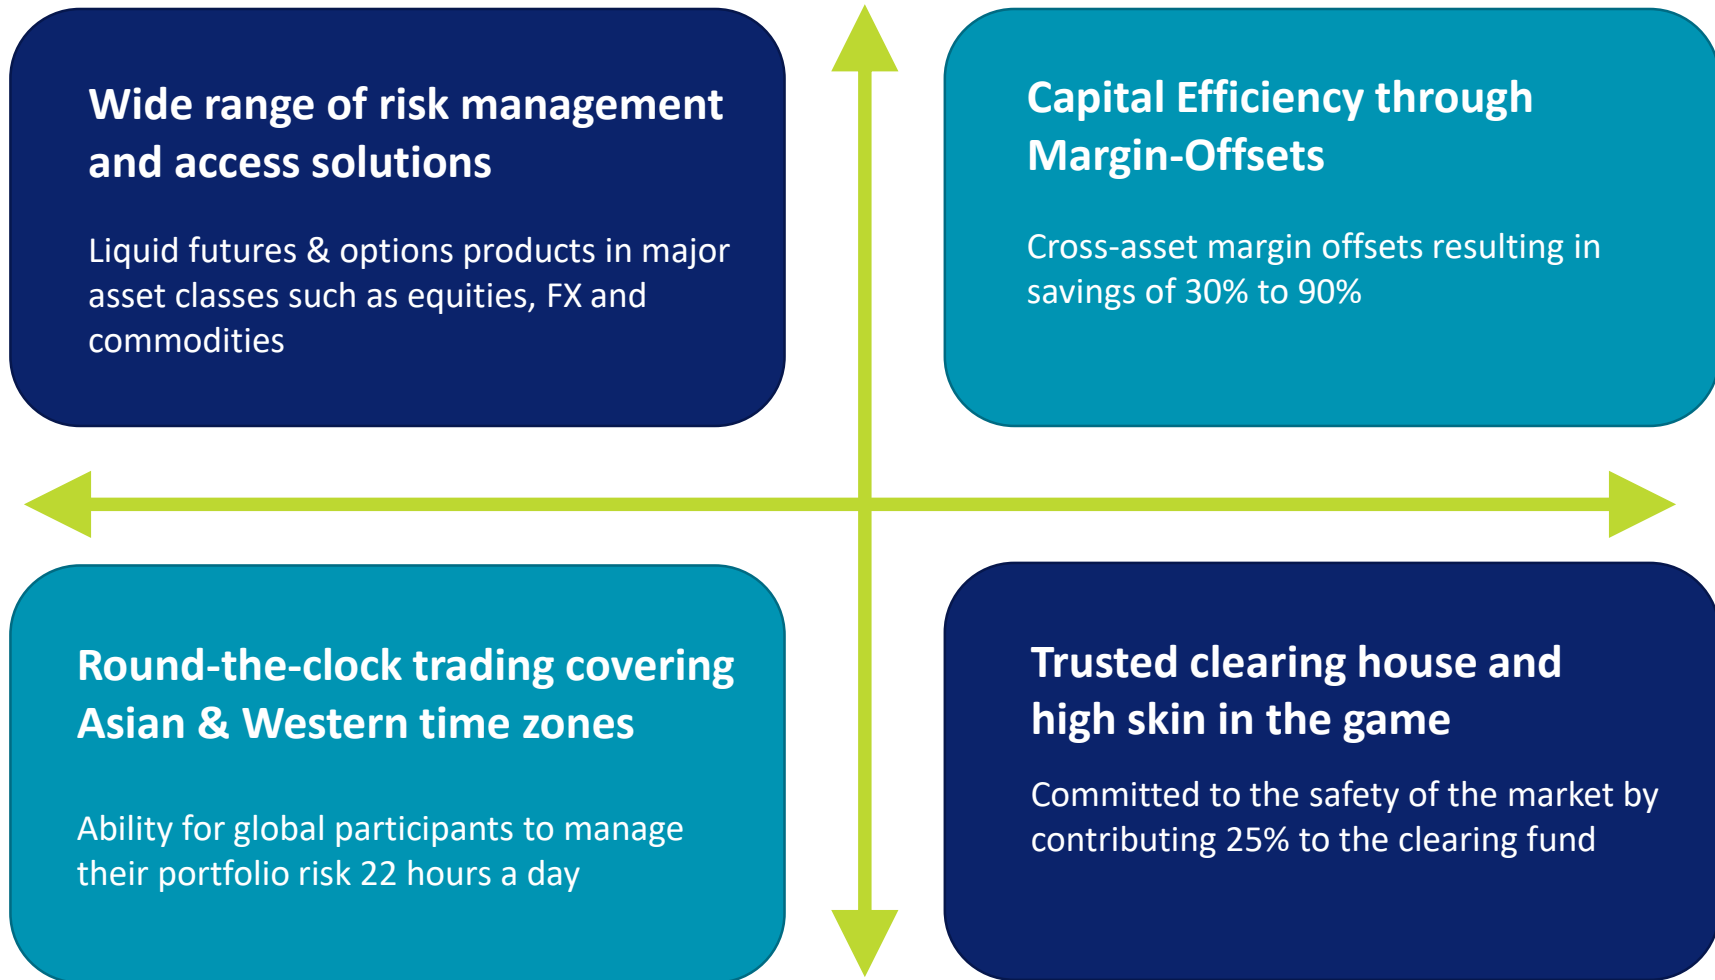 Wide range of risk management
and access solutions
Liquid futures & options products in major
asset classes such as equities, FX and
commodities
Capital Efficiency through
Margin-Offsets
Cross-asset margin offsets resulting in
savings of 30% to 90%
Round-the-clock trading covering
Asian & Western time zones
Ability for global participants to manage
their portfolio risk 22 hours a day
Trusted clearing house and
high skin in the game
Committed to the safety of the market by
contributing 25% to the clearing fund